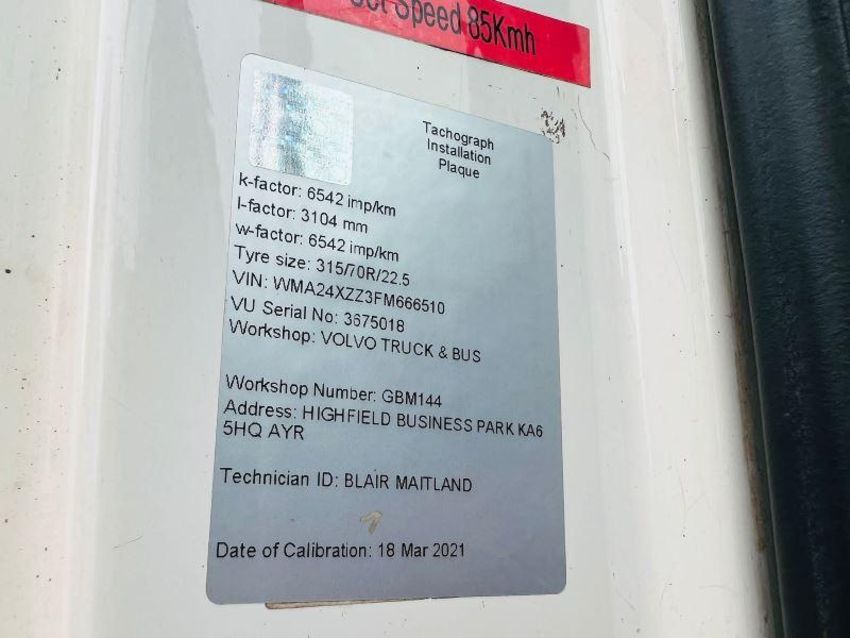 Set Speed 85Kmh
Tachograph
Installation
Plaque
k-factor: 6542 imp/km
l-factor: 3104 mm
w-factor: 6542 imp/km
Tyre size: 315/70R/22.5
VIN: WMA24XZZ3FM666510
VU Serial No: 3675018
Workshop: VOLVO TRUCK & BUS
Workshop Number: GBM144
Address: HIGHFIELD BUSINESS PARK KA6
5HQ AYR
Technician ID: BLAIR MAITLAND
Date of Calibration: 18 Mar 2021